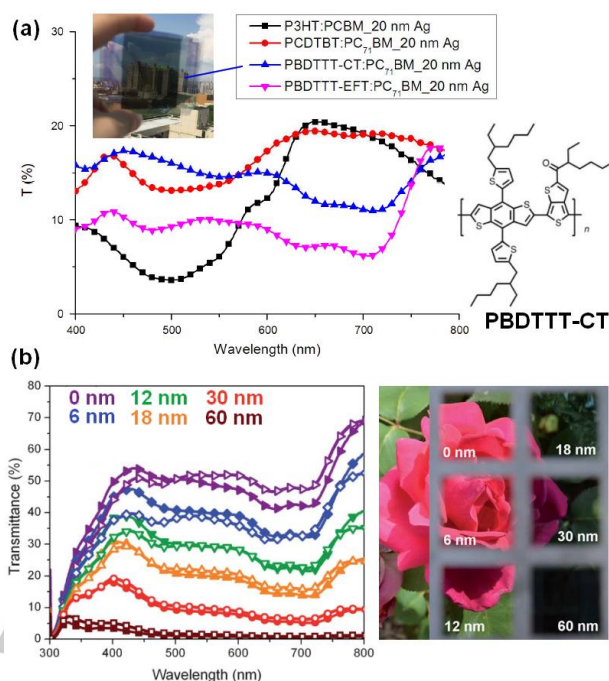 (a)
P3HT:PCBM_20 nm Ag
PCDTBT:PC71BM_20 nm Ag
PBDTTT-CT:PC71BM_20 nm Ag
PBDTTT-EFT:PC71BM_20 nm Ag
30
20
10
0
T (%)
400 500 600 700 800
Wavelength (nm)
O
S
S
S
S
S
S
n
PBDTTT-CT
(b)
80
70
60
50
40
30
20
10
0
Transmittance (%)
0 nm 12 nm 30 nm
6 nm 18 nm 60 nm
300 400 500 600 700 800
Wavelength (nm)
0 nm
18 nm
6 nm
30 nm
12 nm
60 nm